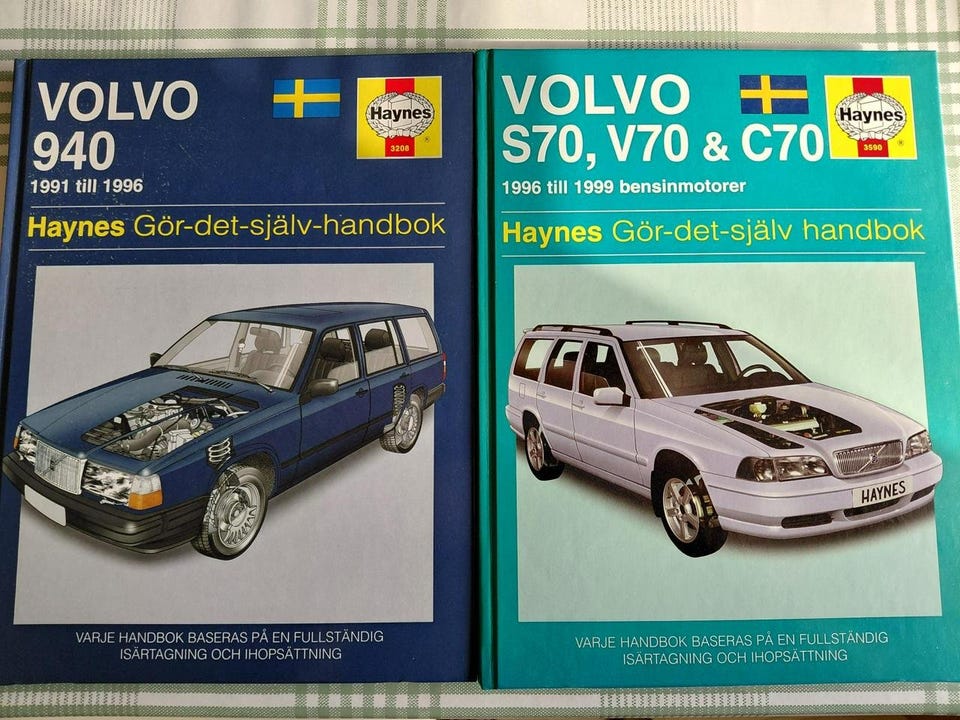 VOLVO
940
1991 till 1996
Haynes
3208
®
Haynes Gör-det-själv-handbok
VARJE HANDBOK BASERAS PÅ EN FULLSTÄNDIG
ISÄRTAGNING OCH IHOPSÄTTNING
VOLVO
S70, V70 & C70
1996 till 1999 bensinmotorer
Haynes
3590
®
Haynes Gör-det-själv handbok
HAYNES
VARJE HANDBOK BASERAS PÅ EN FULLSTÄNDIG
ISÄRTAGNING OCH IHOPSÄTTNING